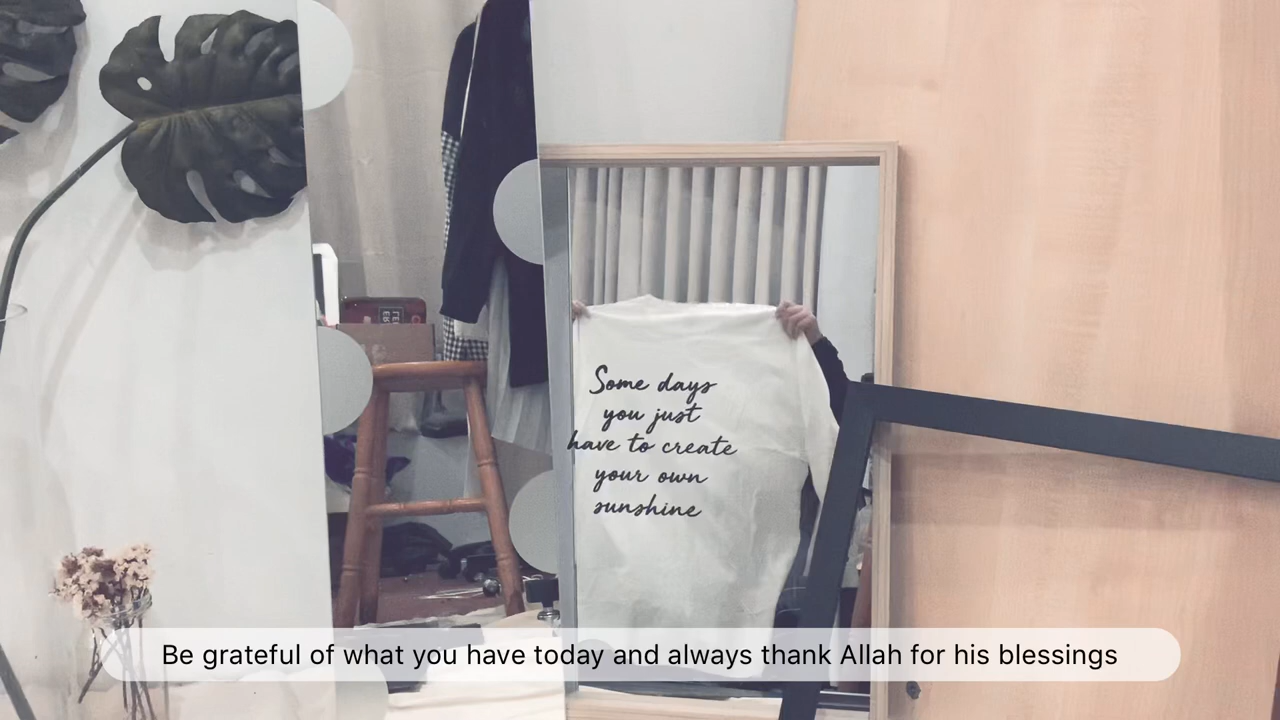 Some days
you just
have to create
your own
sunshine
Be grateful of what you have today and always thank Allah for his blessings